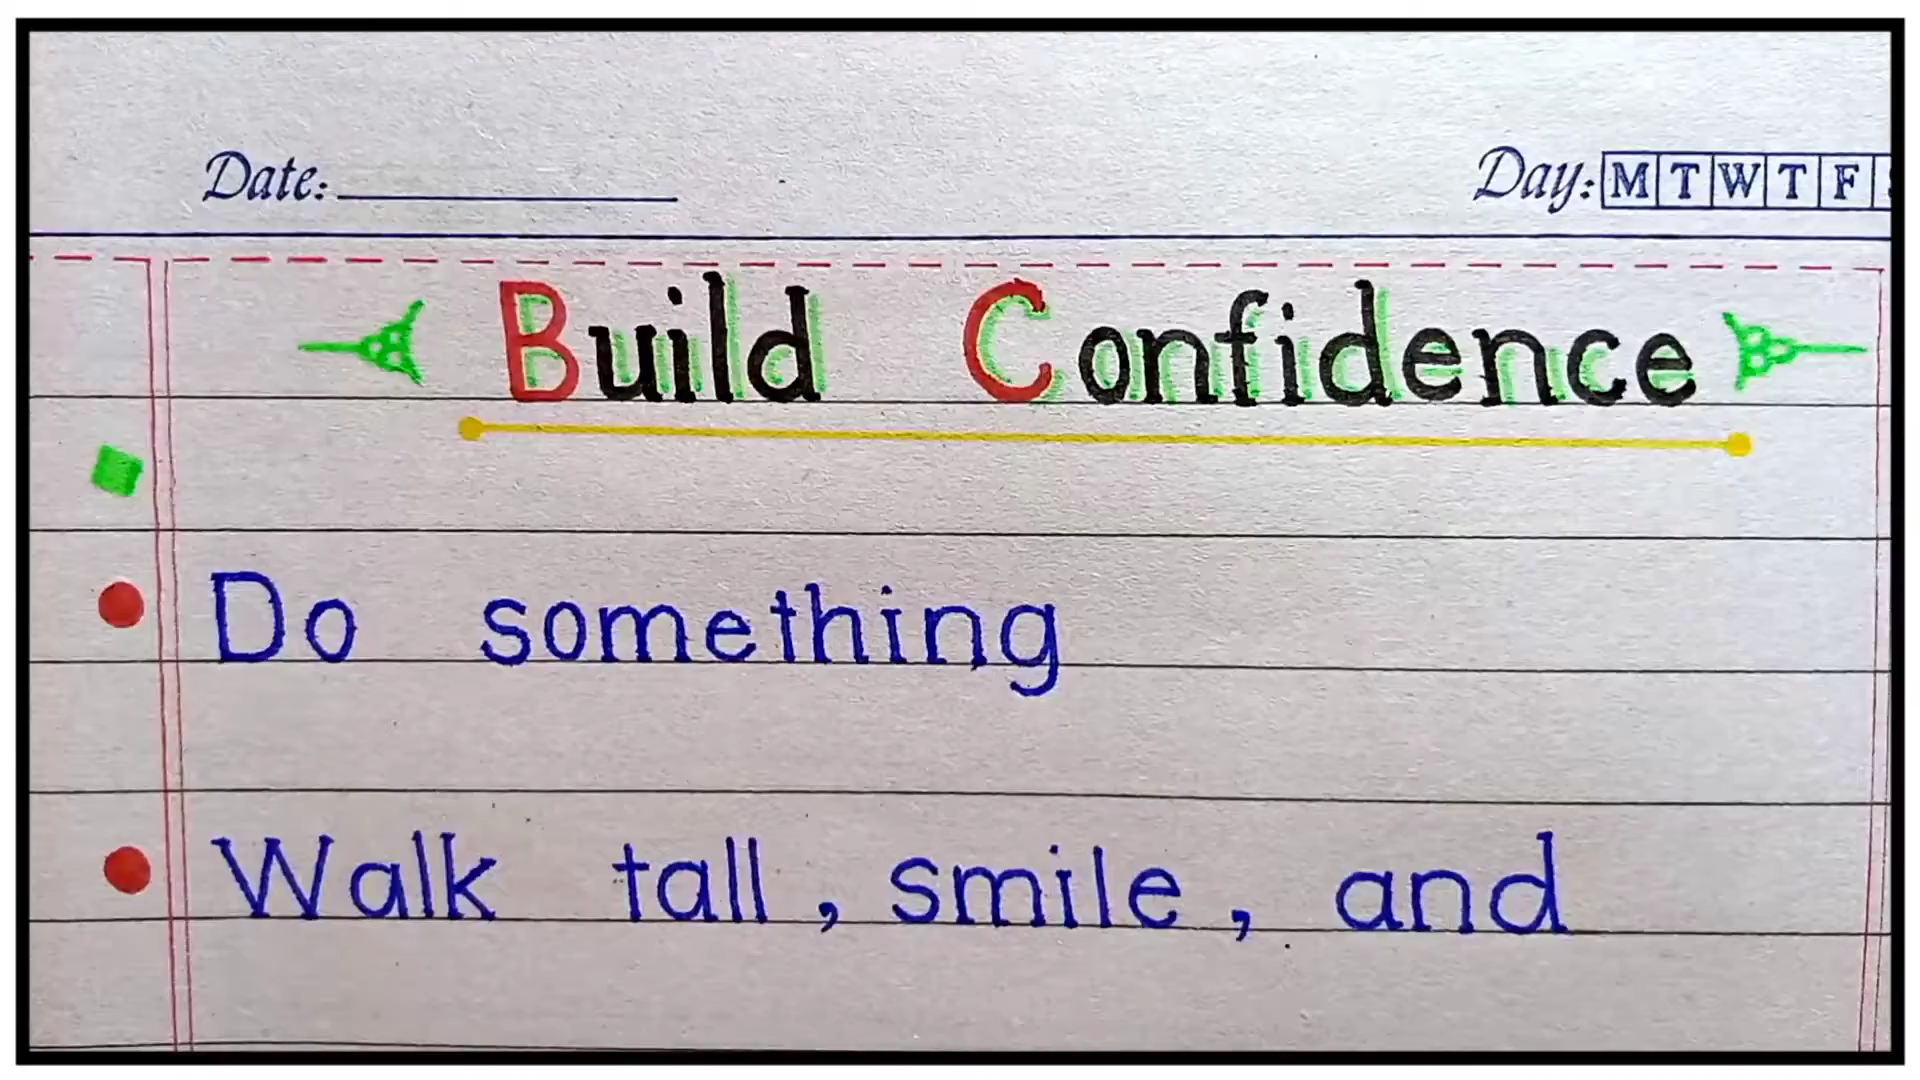 Date:
Day: M T W T F
Build Confidence
Do something
Walk tall, smile, and